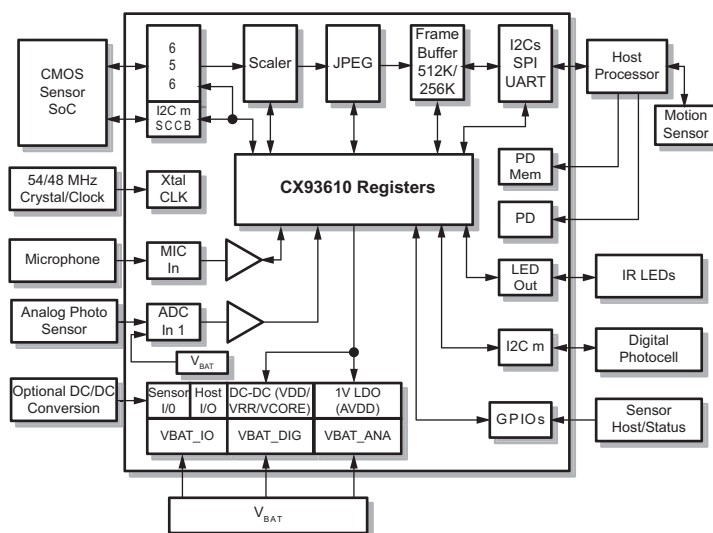 CMOS
Sensor
SoC
6
5
6
I2C m
SCCB
Scaler
JPEG
Frame
Buffer
512K/
256K
I2Cs
SPI
UART
Host
Processor
Motion
Sensor
54/48 MHz
Crystal/Clock
Xtal
CLK
CX93610 Registers
PD
Mem
PD
Microphone
MIC
In
LED
Out
IR LEDs
Analog Photo
Sensor
ADC
In 1
VBAT
I2C m
Digital
Photocell
Optional DC/DC
Conversion
Sensor
I/0
Host
I/O
DC-DC (VDD/
VRR/VCORE)
1V LDO
(AVDD)
VBAT_IO
VBAT_DIG
VBAT_ANA
GPIOs
Sensor
Host/Status
VBAT